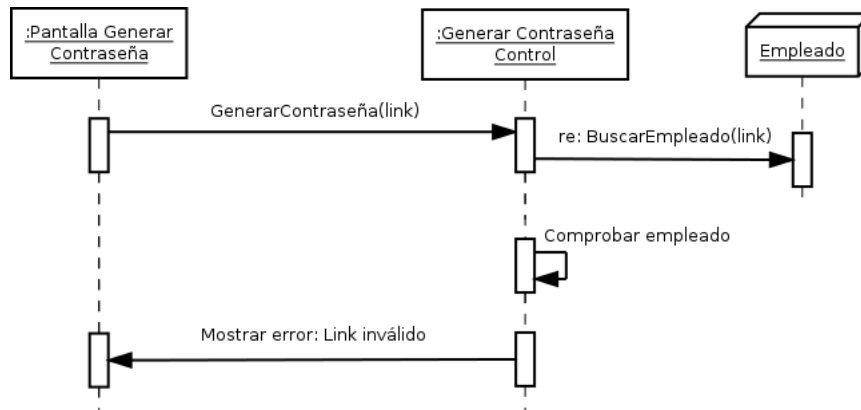 :Pantalla Generar
Contraseña
:Generar Contraseña
Control
Empleado
GenerarContraseña(link)
re: BuscarEmpleado(link)
Comprobar empleado
Mostrar error: Link inválido